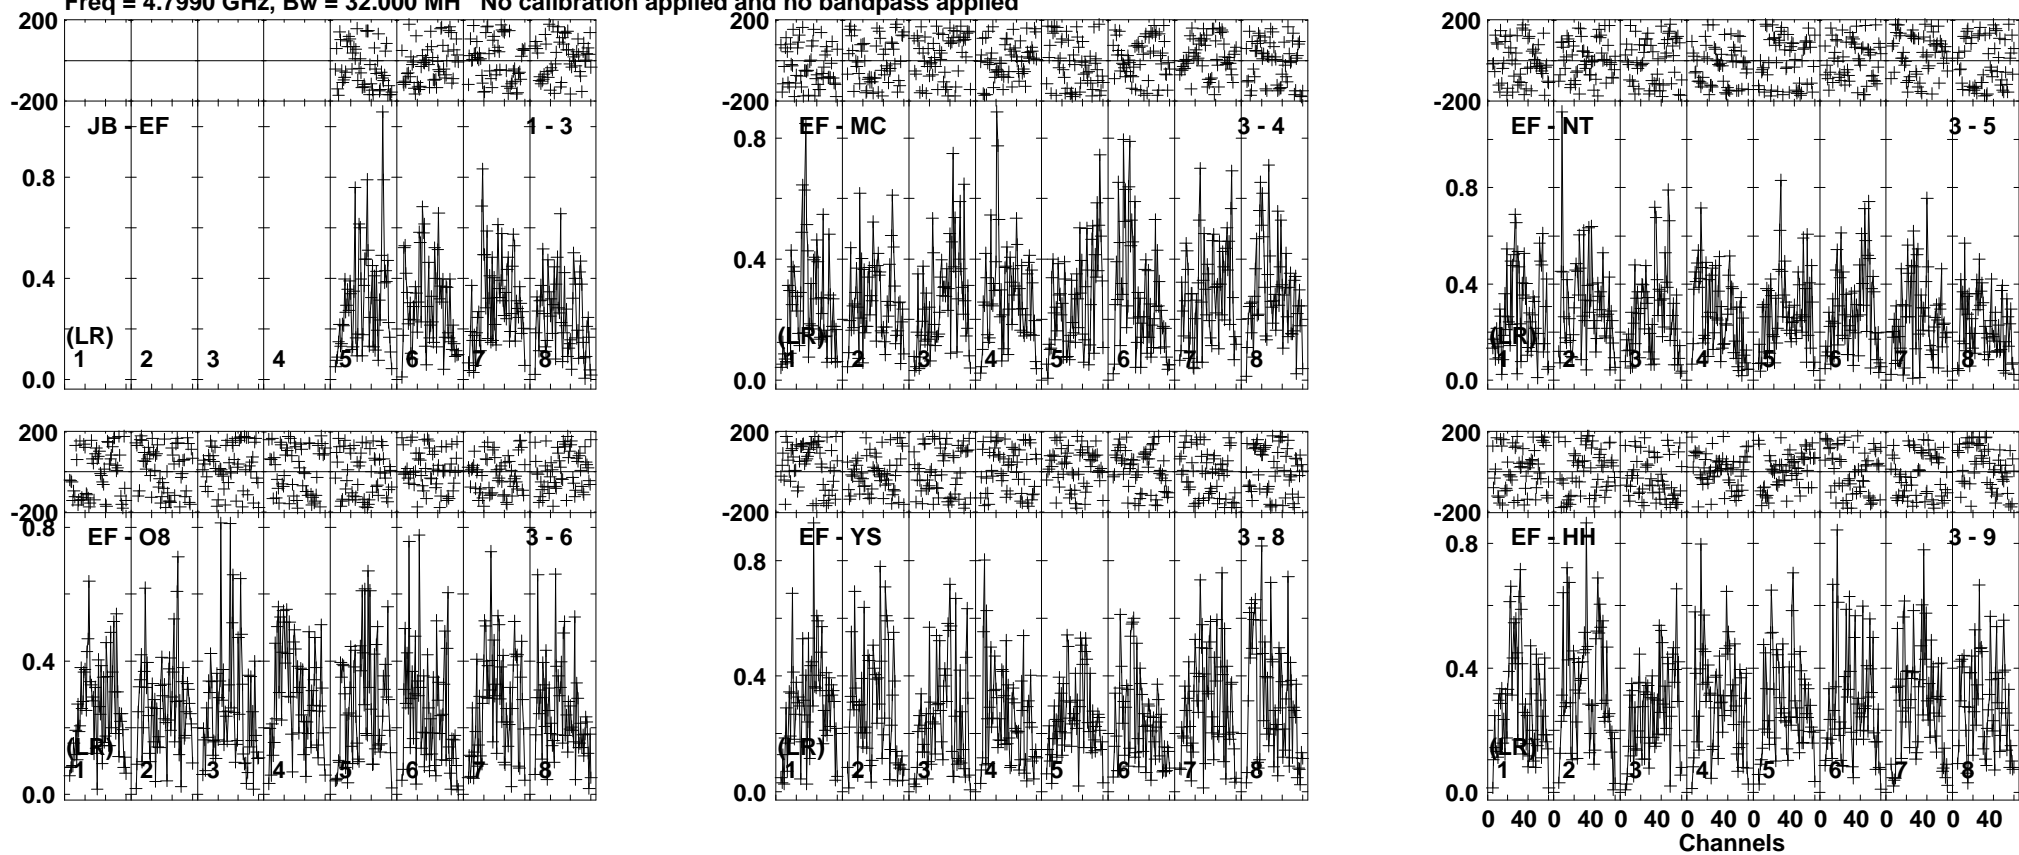 Freq = 4.7990 GHz, Bw = 32.000 MH No calibration applied and no bandpass applied
200
-200
JB - EF 1 - 3
0.8
0.4
(LR)
1 2 3 4 5 6 7 8
0.0
200
-200
EF - MC 3 - 4
0.8
0.4
(LR)
1 2 3 4 5 6 7 8
0.0
200
-200
EF - NT 3 - 5
0.8
0.4
(LR)
1 2 3 4 5 6 7 8
0.0
200
-200
EF - O8 3 - 6
0.8
0.4
(LR)
1 2 3 4 5 6 7 8
0.0
200
-200
EF - YS 3 - 8
0.8
0.4
(LR)
1 2 3 4 5 6 7 8
0.0
200
-200
EF - HH 3 - 9
0.8
0.4
(LR)
1 2 3 4 5 6 7 8
0.0
0 40 0 40 0 40 0 40 0 40 0 40 0 40 0 40
Channels